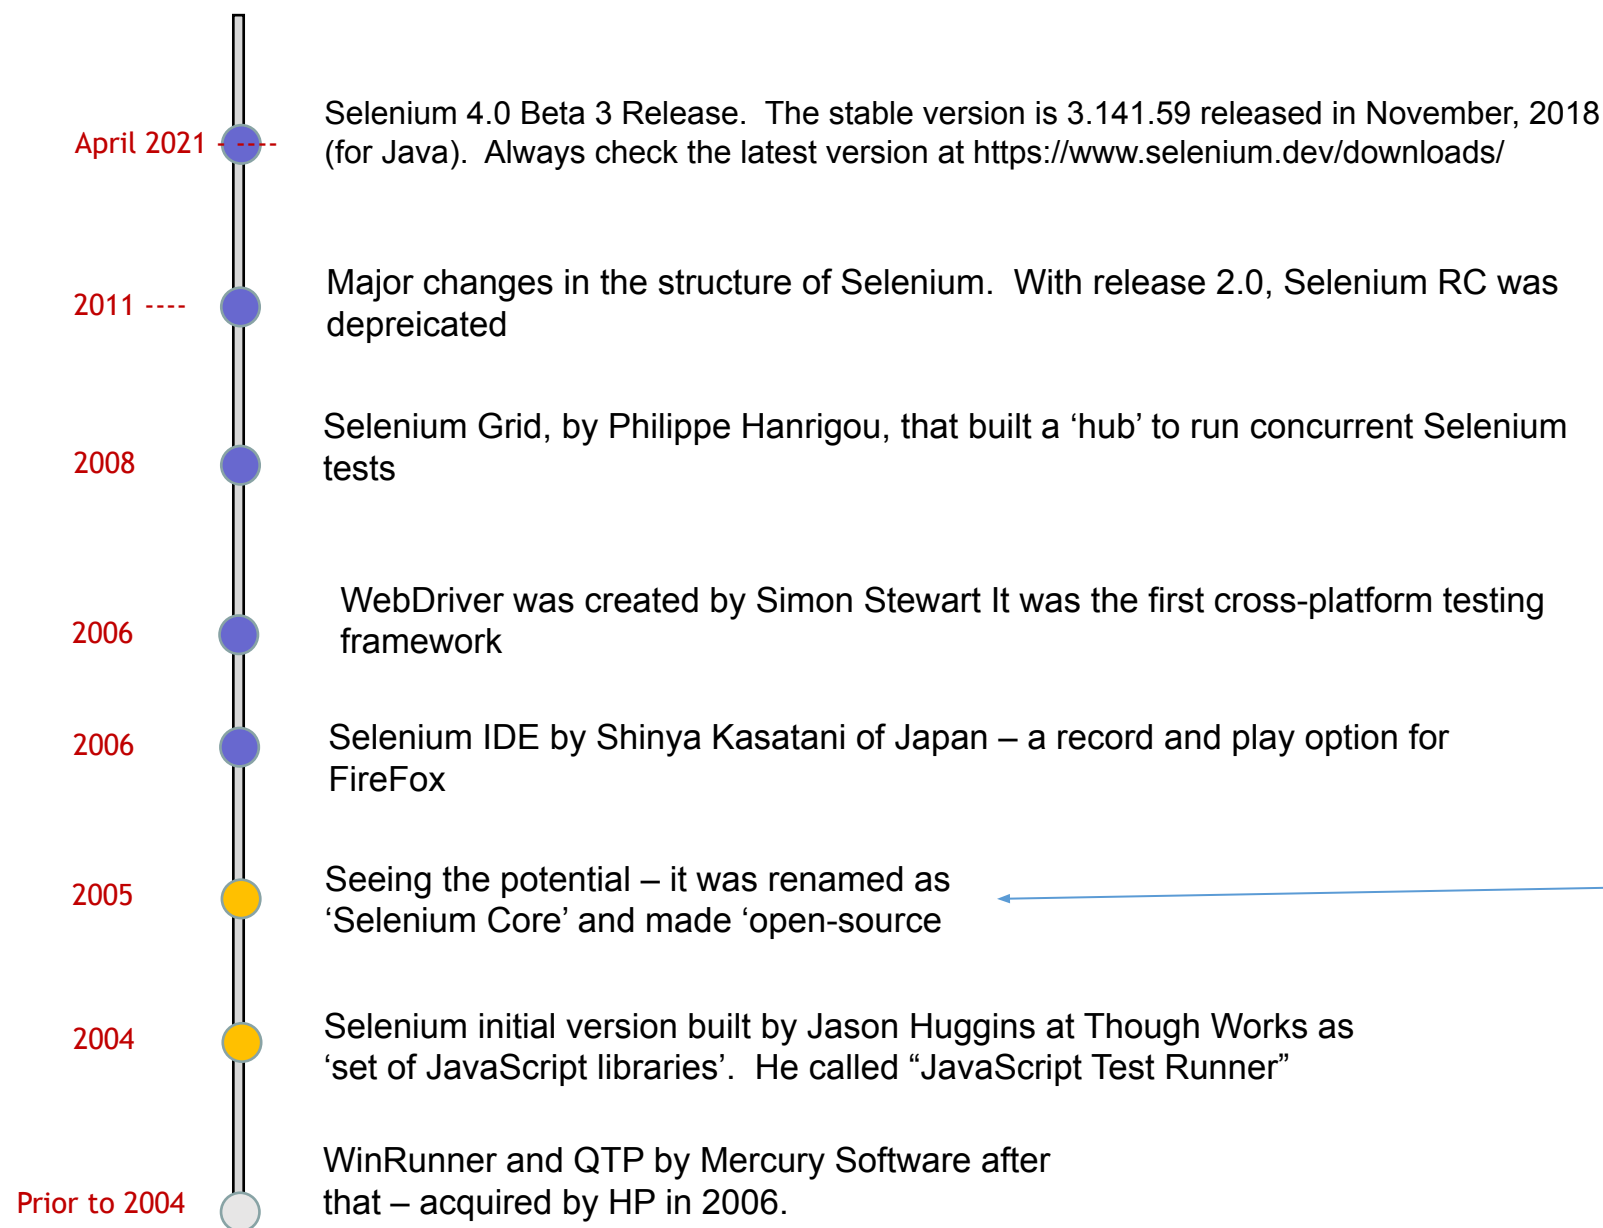 April 2021 - ----
Selenium 4.0 Beta 3 Release.  The stable version is 3.141.59 released in November, 2018
(for Java).  Always check the latest version at https://www.selenium.dev/downloads/
2011 ----
Major changes in the structure of Selenium.  With release 2.0, Selenium RC was
depreicated
2008
Selenium Grid, by Philippe Hanrigou, that built a ‘hub’ to run concurrent Selenium
tests
2006
WebDriver was created by Simon Stewart It was the first cross-platform testing
framework
2006
Selenium IDE by Shinya Kasatani of Japan – a record and play option for
FireFox
2005
Seeing the potential – it was renamed as
‘Selenium Core’ and made ‘open-source
2004
Selenium initial version built by Jason Huggins at Though Works as
‘set of JavaScript libraries’.  He called “JavaScript Test Runner”
Prior to 2004
WinRunner and QTP by Mercury Software after
that – acquired by HP in 2006.